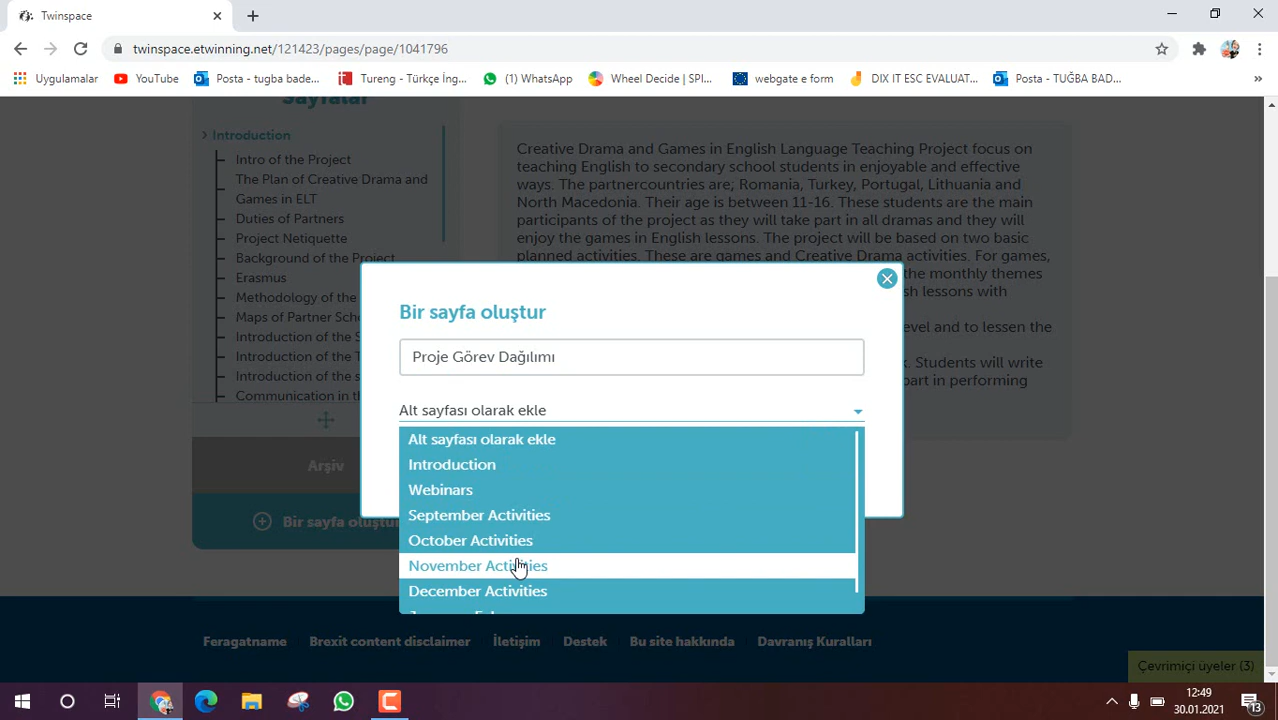 Twinspace
twinspace.etwinning.net/121423/pages/page/1041796
Uygulamalar
YouTube
Posta - tugba bade...
Tureng - Türkçe İng...
(1) WhatsApp
Wheel Decide | SPI...
webgate e form
DIX IT ESC EVALUAT...
Posta - TUĞBA BAD...
»
Sayfalar
Introduction
Intro of the Project
The Plan of Creative Drama and
Games in ELT
Duties of Partners
Project Netiquette
Background of the Project
Erasmus
Methodology of the
Maps of Partner Scho
Introduction of the S
Introduction of the T
Introduction of the s
Communication in th
Arşiv
Bir sayfa oluştur
Creative Drama and Games in English Language Teaching Project focus on
teaching English to secondary school students in enjoyable and effective
ways. The partnercountries are; Romania, Turkey, Portugal, Lithuania and
North Macedonia. Their age is between 11-16. These students are the main
participants of the project as they will take part in all dramas and they will
enjoy the games in English lessons. The project will be based on two basic
planned activities. These are games and Creative Drama activities. For games,
the monthly themes
sh lessons with
evel and to lessen the
k. Students will write
part in performing
Bir sayfa oluştur
Proje Görev Dağılımı
Alt sayfası olarak ekle
Alt sayfası olarak ekle
Introduction
Webinars
September Activities
October Activities
November Activities
December Activities
Feragatname
Brexit content disclaimer
İletişim
Destek
Bu site hakkında
Davranış Kuralları
Çevrimiçi üyeler (3)
12:49
30.01.2021
13